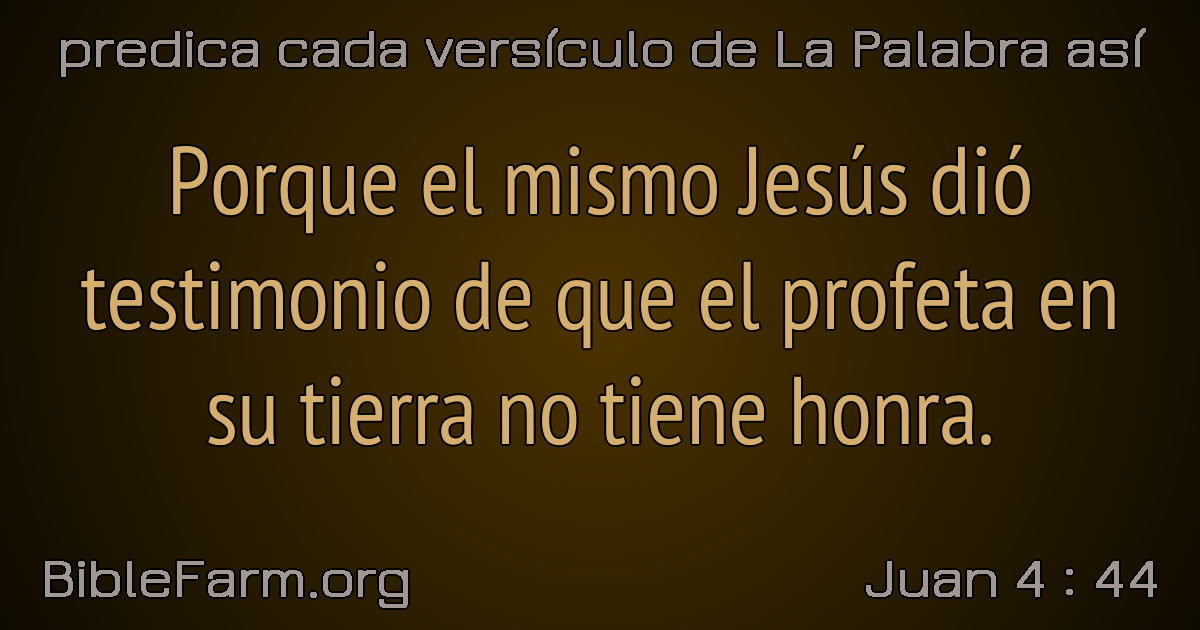 predica cada versículo de La Palabra así
Porque el mismo Jesús dió
testimonio de que el profeta en
su tierra no tiene honra.
BibleFarm.org
Juan 4 : 44